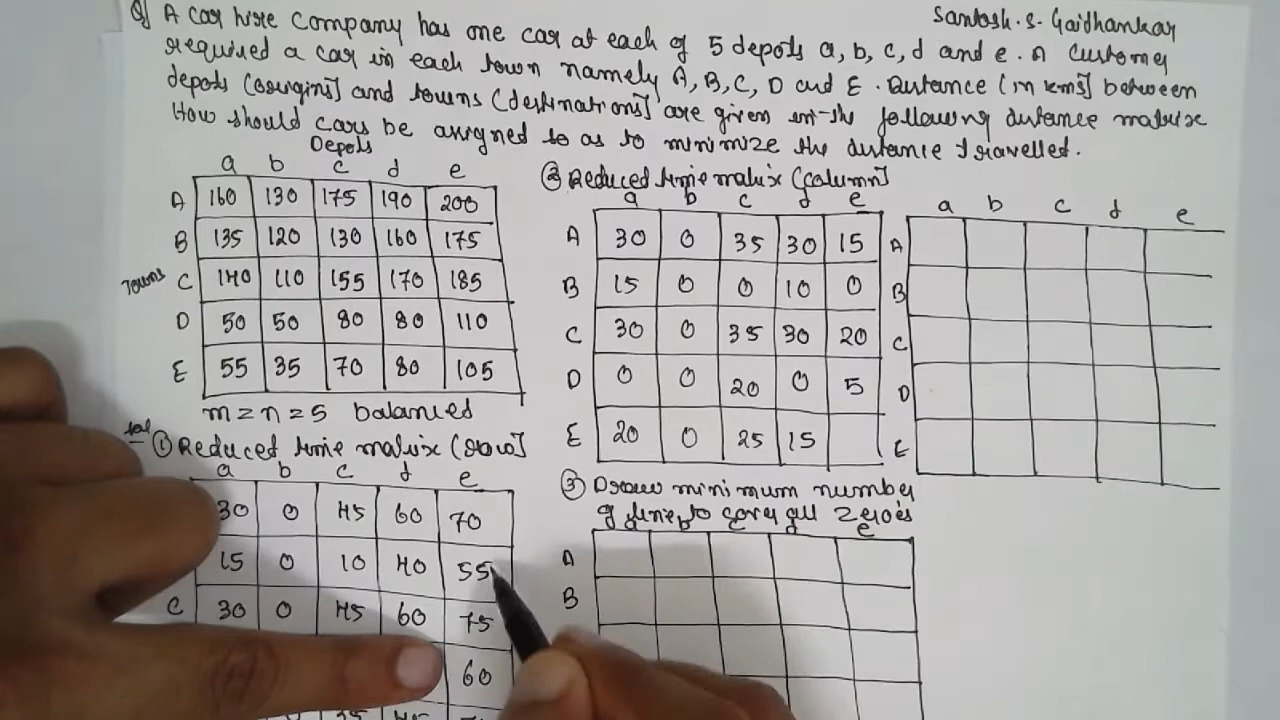 Q) A car hire company has one car at each of 5 depots a, b, c, d and e. A customer
Santosh. S. Gaidhankar
required a car in each town namely A, B, C, D and E. Distance (in kms] between
depots (origins] and towns (destinations] are given in the following distance matrix
How should cars be assigned to as to minimize the distance travelled.
Depots
a b c d e
A 160 130 175 190 200
B 135 120 130 160 175
Towns C 140 110 155 170 185
D 50 50 80 80 110
E 55 35 70 80 105
m = n = 5 balanced
Sol
① Reduced time matrix (row]
a b c d e
30 0 45 60 70
15 0 10 40 55
C 30 0 45 60 75
60
② Reduced time matrix (column]
a b c d e
A 30 0 35 30 15
B 15 0 0 10 0
C 30 0 35 30 20
D 0 0 20 0 5
E 20 0 25 15
③ Draw minimum number
of line to cover all zeroes
b c e
A
B
a b c d e
A
B
C
D
E